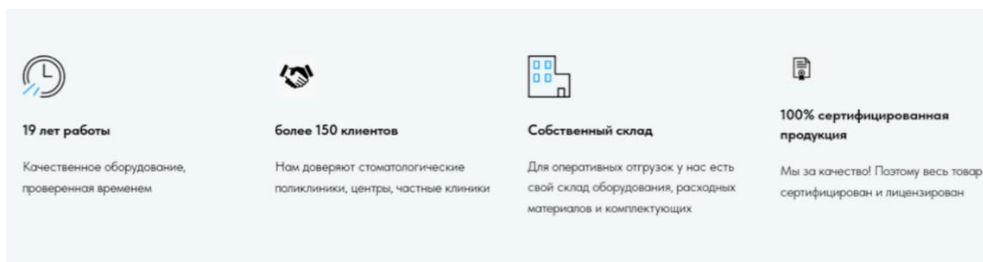 19 лет работы
Качественное оборудование,
проверенная временем
более 150 клиентов
Нам доверяют стоматологические
поликлиники, центры, частные клиники
Собственный склад
Для оперативных отгрузок у нас есть
свой склад оборудования, расходных
материалов и комплектующих
100% сертифицированная
продукция
Мы за качество! Поэтому весь товар
сертифицирован и лицензирован